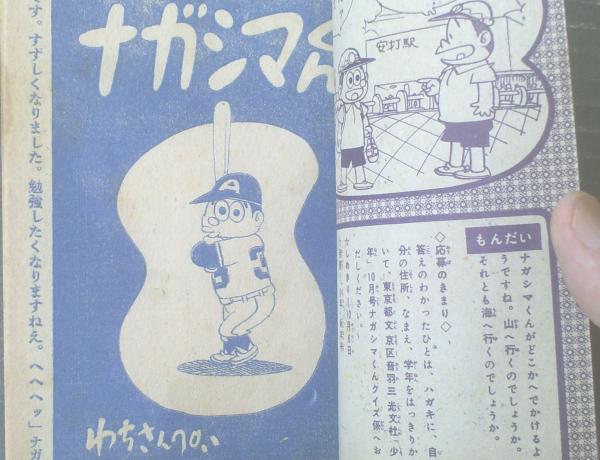 ナガシマくん
わちさんぺい
です。すずしくなりました。勉強したくなりますねえ。へへへッ」ナガ
安打駅
もんだい
ナガシマくんがどこかへでかけるよ
うですね。山へ行くのでしょうか。
それとも海へ行くのでしょうか。
◇応募のきまり◇
答えのわかったひとは、ハガキに、自
分の住所、なまえ、学年をはっきりか
いて、東京都文京区音羽三 光文社「少
年」10月号ナガシマくんクイズ係へお
だしください。